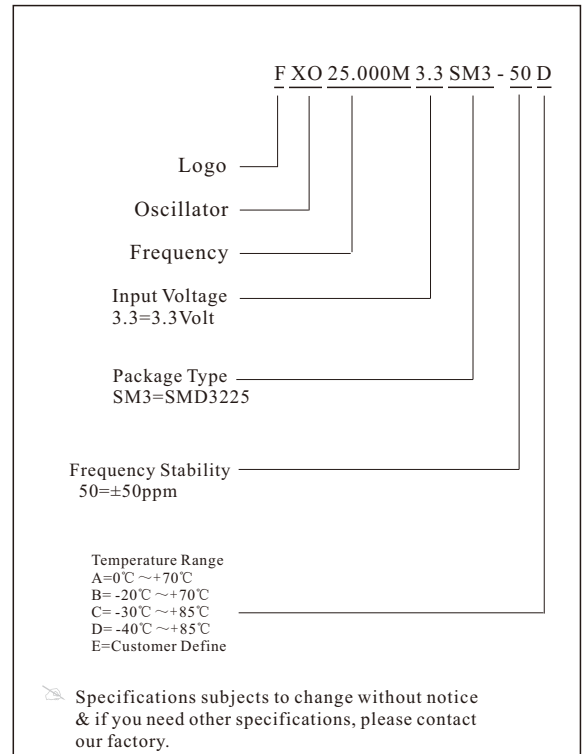 F XO 25.000M 3.3 SM3 - 50 D
Logo
Oscillator
Frequency
Input Voltage
3.3=3.3Volt
Package Type
SM3=SMD3225
Frequency Stability
50=±50ppm
Temperature Range
A=0℃～+70℃
B= -20℃～+70℃
C= -30℃～+85℃
D= -40℃～+85℃
E=Customer Define
Specifications subjects to change without notice
& if you need other specifications, please contact
our factory.